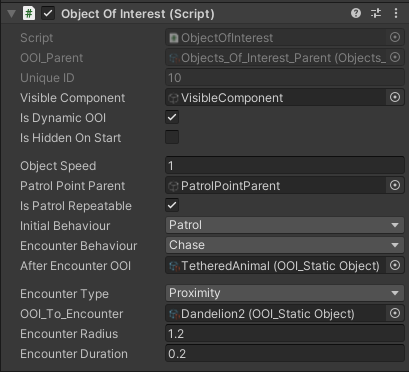 Object Of Interest (Script)
Script ObjectOfInterest
OOI_Parent Objects_Of_Interest_Parent (Objects_
Unique ID 10
Visible Component VisibleComponent
Is Dynamic OOI
Is Hidden On Start
Object Speed 1
Patrol Point Parent PatrolPointParent
Is Patrol Repeatable
Initial Behaviour Patrol
Encounter Behaviour Chase
After Encounter OOI TetheredAnimal (OOI_Static Object)
Encounter Type Proximity
OOI_To_Encounter Dandelion2 (OOI_Static Object)
Encounter Radius 1.2
Encounter Duration 0.2